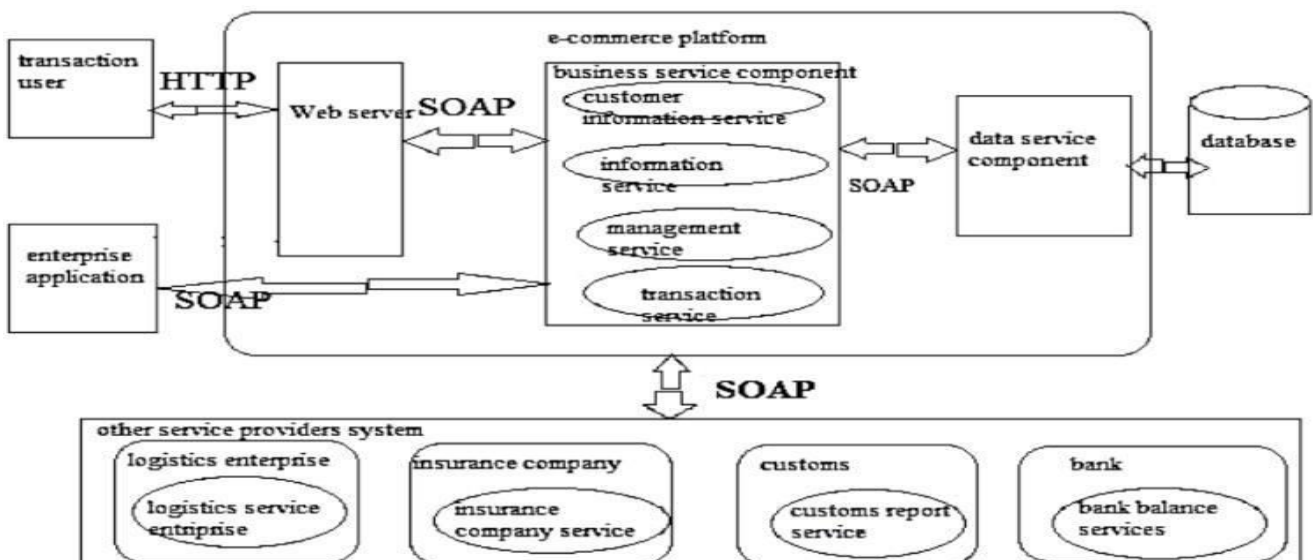 e-commerce platform
transaction
user
HTTP
Web server
SOAP
business service component
customer
information service
information
service
management
service
transaction
service
SOAP
data service
component
database
enterprise
application
SOAP
SOAP
other service providers system
logistics enterprise
logistics service
entriprise
insurance company
insurance
company service
customs
customs report
service
bank
bank balance
services